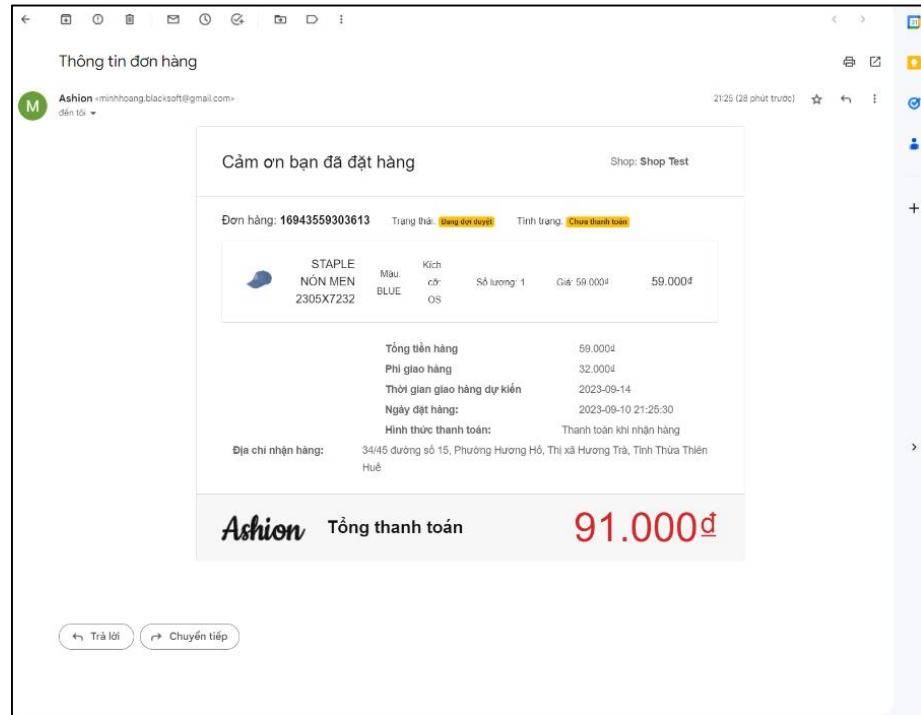 Thông tin đơn hàng
M
Ashion <minhhoang.blacksoft@gmail.com>
21:25 (28 phút trước)
đến tôi
Cảm ơn bạn đã đặt hàng
Shop: Shop Test
Đơn hàng: 16943559303613 Trạng thái: Đang đợi duyệt Tình trạng: Chưa thanh toán
STAPLE NÓN MEN 2305X7232
Màu: BLUE
Kích cỡ: OS
Số lượng: 1
Giá: 59.000đ
59.000đ
Tổng tiền hàng 59.000đ
Phí giao hàng 32.000đ
Thời gian giao hàng dự kiến 2023-09-14
Ngày đặt hàng: 2023-09-10 21:25:30
Hình thức thanh toán: Thanh toán khi nhận hàng
Địa chỉ nhận hàng: 34/45 đường số 15, Phường Hương Hồ, Thị xã Hương Trà, Tỉnh Thừa Thiên
Huế
Ashion Tổng thanh toán 91.000đ
Trả lời
Chuyển tiếp